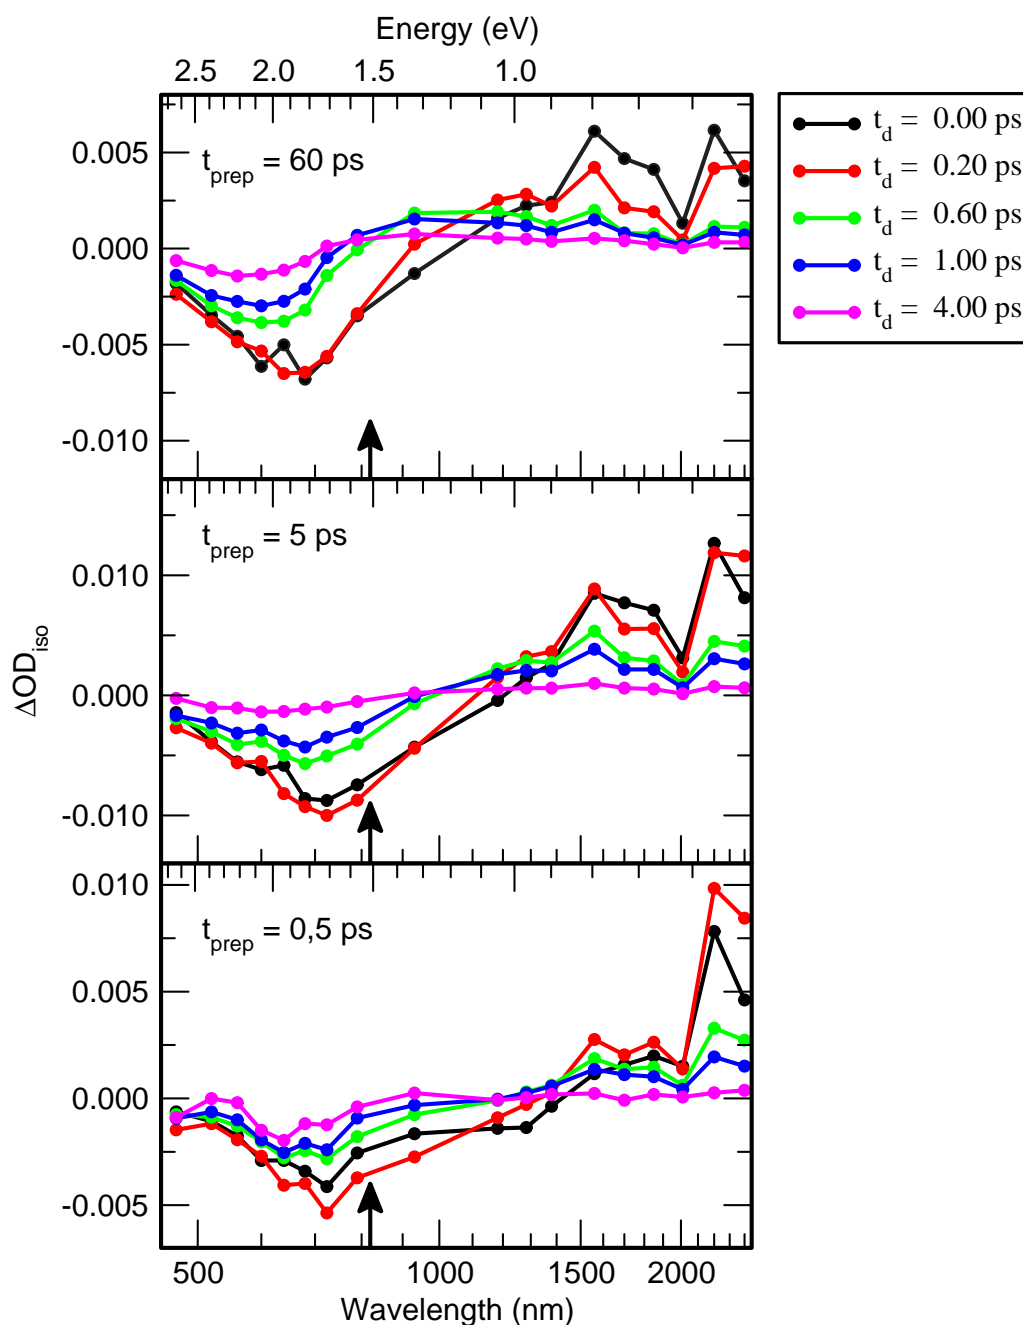 Energy (eV)
2.5 2.0 1.5 1.0
t_prep = 60 ps
0.005
0.000
-0.005
-0.010
t_d = 0.00 ps
t_d = 0.20 ps
t_d = 0.60 ps
t_d = 1.00 ps
t_d = 4.00 ps
t_prep = 5 ps
0.010
0.000
-0.010
ΔOD_iso
t_prep = 0,5 ps
0.010
0.005
0.000
-0.005
500 1000 1500 2000
Wavelength (nm)